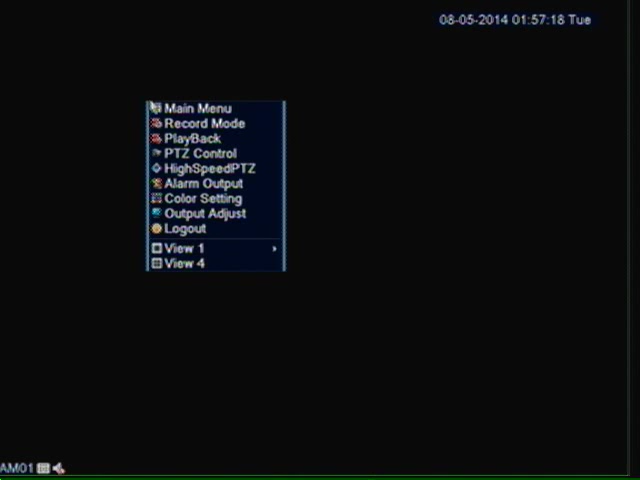 08-05-2014 01:57:18 Tue
Main Menu
Record Mode
PlayBack
PTZ Control
HighSpeedPTZ
Alarm Output
Color Setting
Output Adjust
Logout
View 1
View 4
AM01